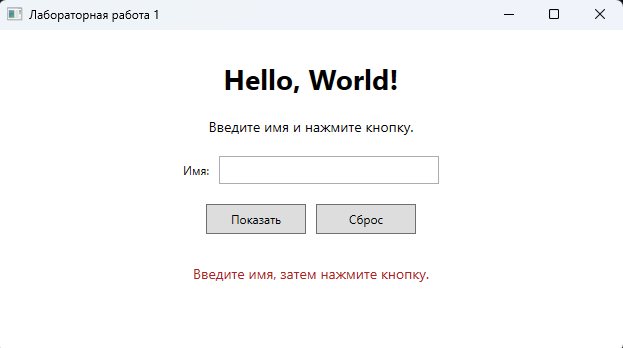 Лабораторная работа 1
Hello, World!
Введите имя и нажмите кнопку.
Имя:
Показать Сброс
Введите имя, затем нажмите кнопку.